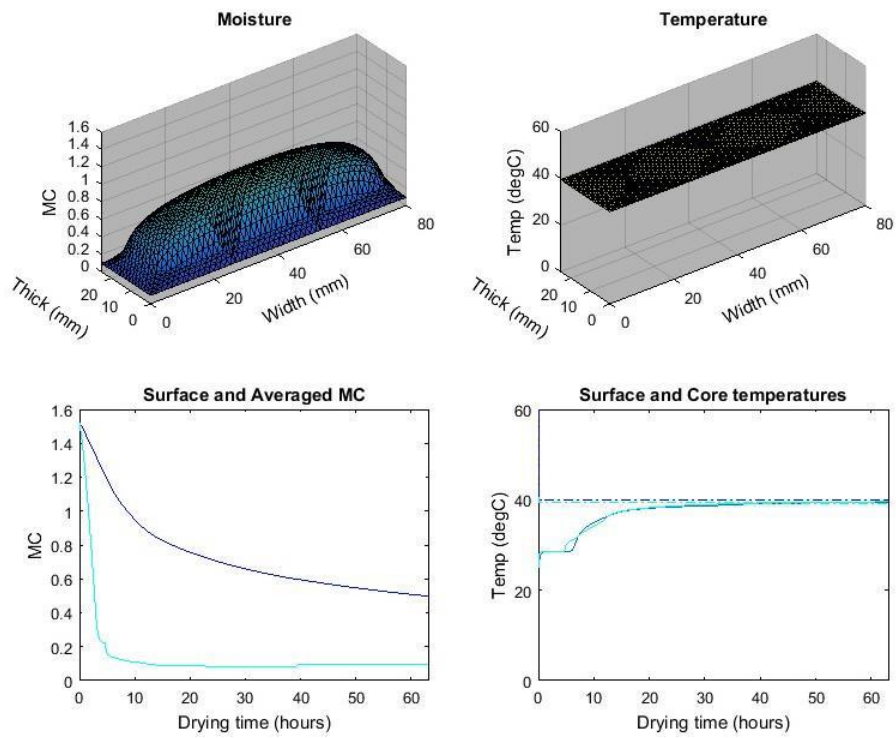 Moisture
1.6
1.4
1.2
1
0.8
0.6
0.4
0.2
0
MC
20
10
0
Thick (mm)
0
20
40
60
80
Width (mm)
Temperature
60
40
20
0
Temp (degC)
20
10
0
Thick (mm)
0
20
40
60
80
Width (mm)
Surface and Averaged MC
1.6
1.4
1.2
1
0.8
0.6
0.4
0.2
0
MC
0 10 20 30 40 50 60
Drying time (hours)
Surface and Core temperatures
60
40
20
0
Temp (degC)
0 10 20 30 40 50 60
Drying time (hours)